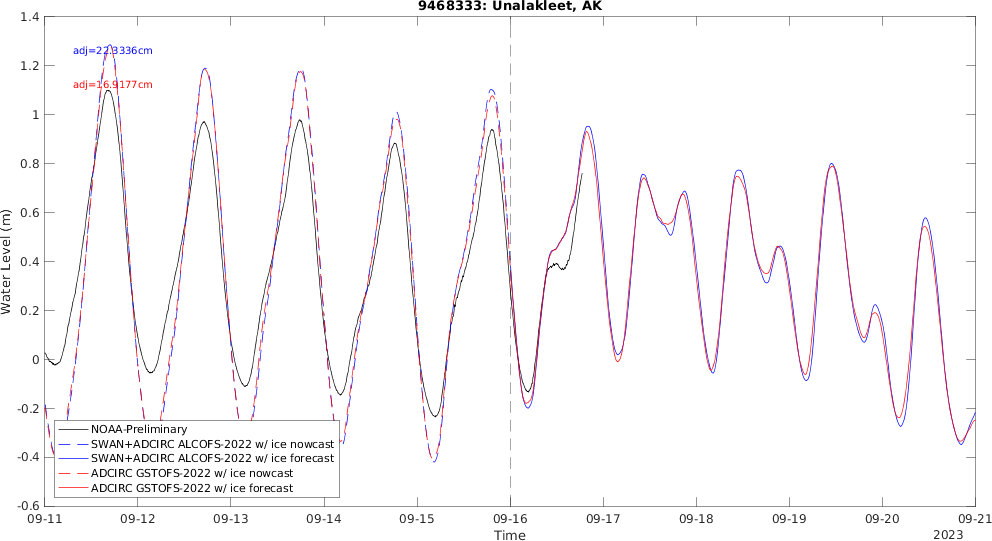 9468333: Unalakleet, AK
adj=22.3336cm
adj=16.9177cm
Water Level (m)
1.4
1.2
1
0.8
0.6
0.4
0.2
0
-0.2
-0.4
-0.6
NOAA-Preliminary
SWAN+ADCIRC ALCOFS-2022 w/ ice nowcast
SWAN+ADCIRC ALCOFS-2022 w/ ice forecast
ADCIRC GSTOFS-2022 w/ ice nowcast
ADCIRC GSTOFS-2022 w/ ice forecast
09-11 09-12 09-13 09-14 09-15 09-16 09-17 09-18 09-19 09-20 09-21
Time
2023